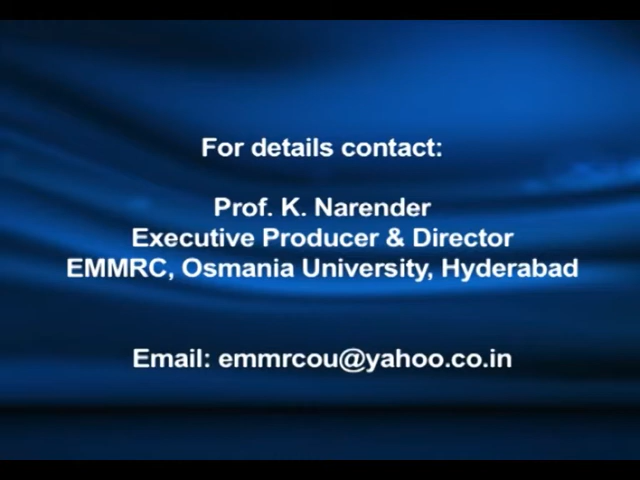 For details contact:
Prof. K. Narender
Executive Producer & Director
EMMRC, Osmania University, Hyderabad
Email: emmrcou@yahoo.co.in